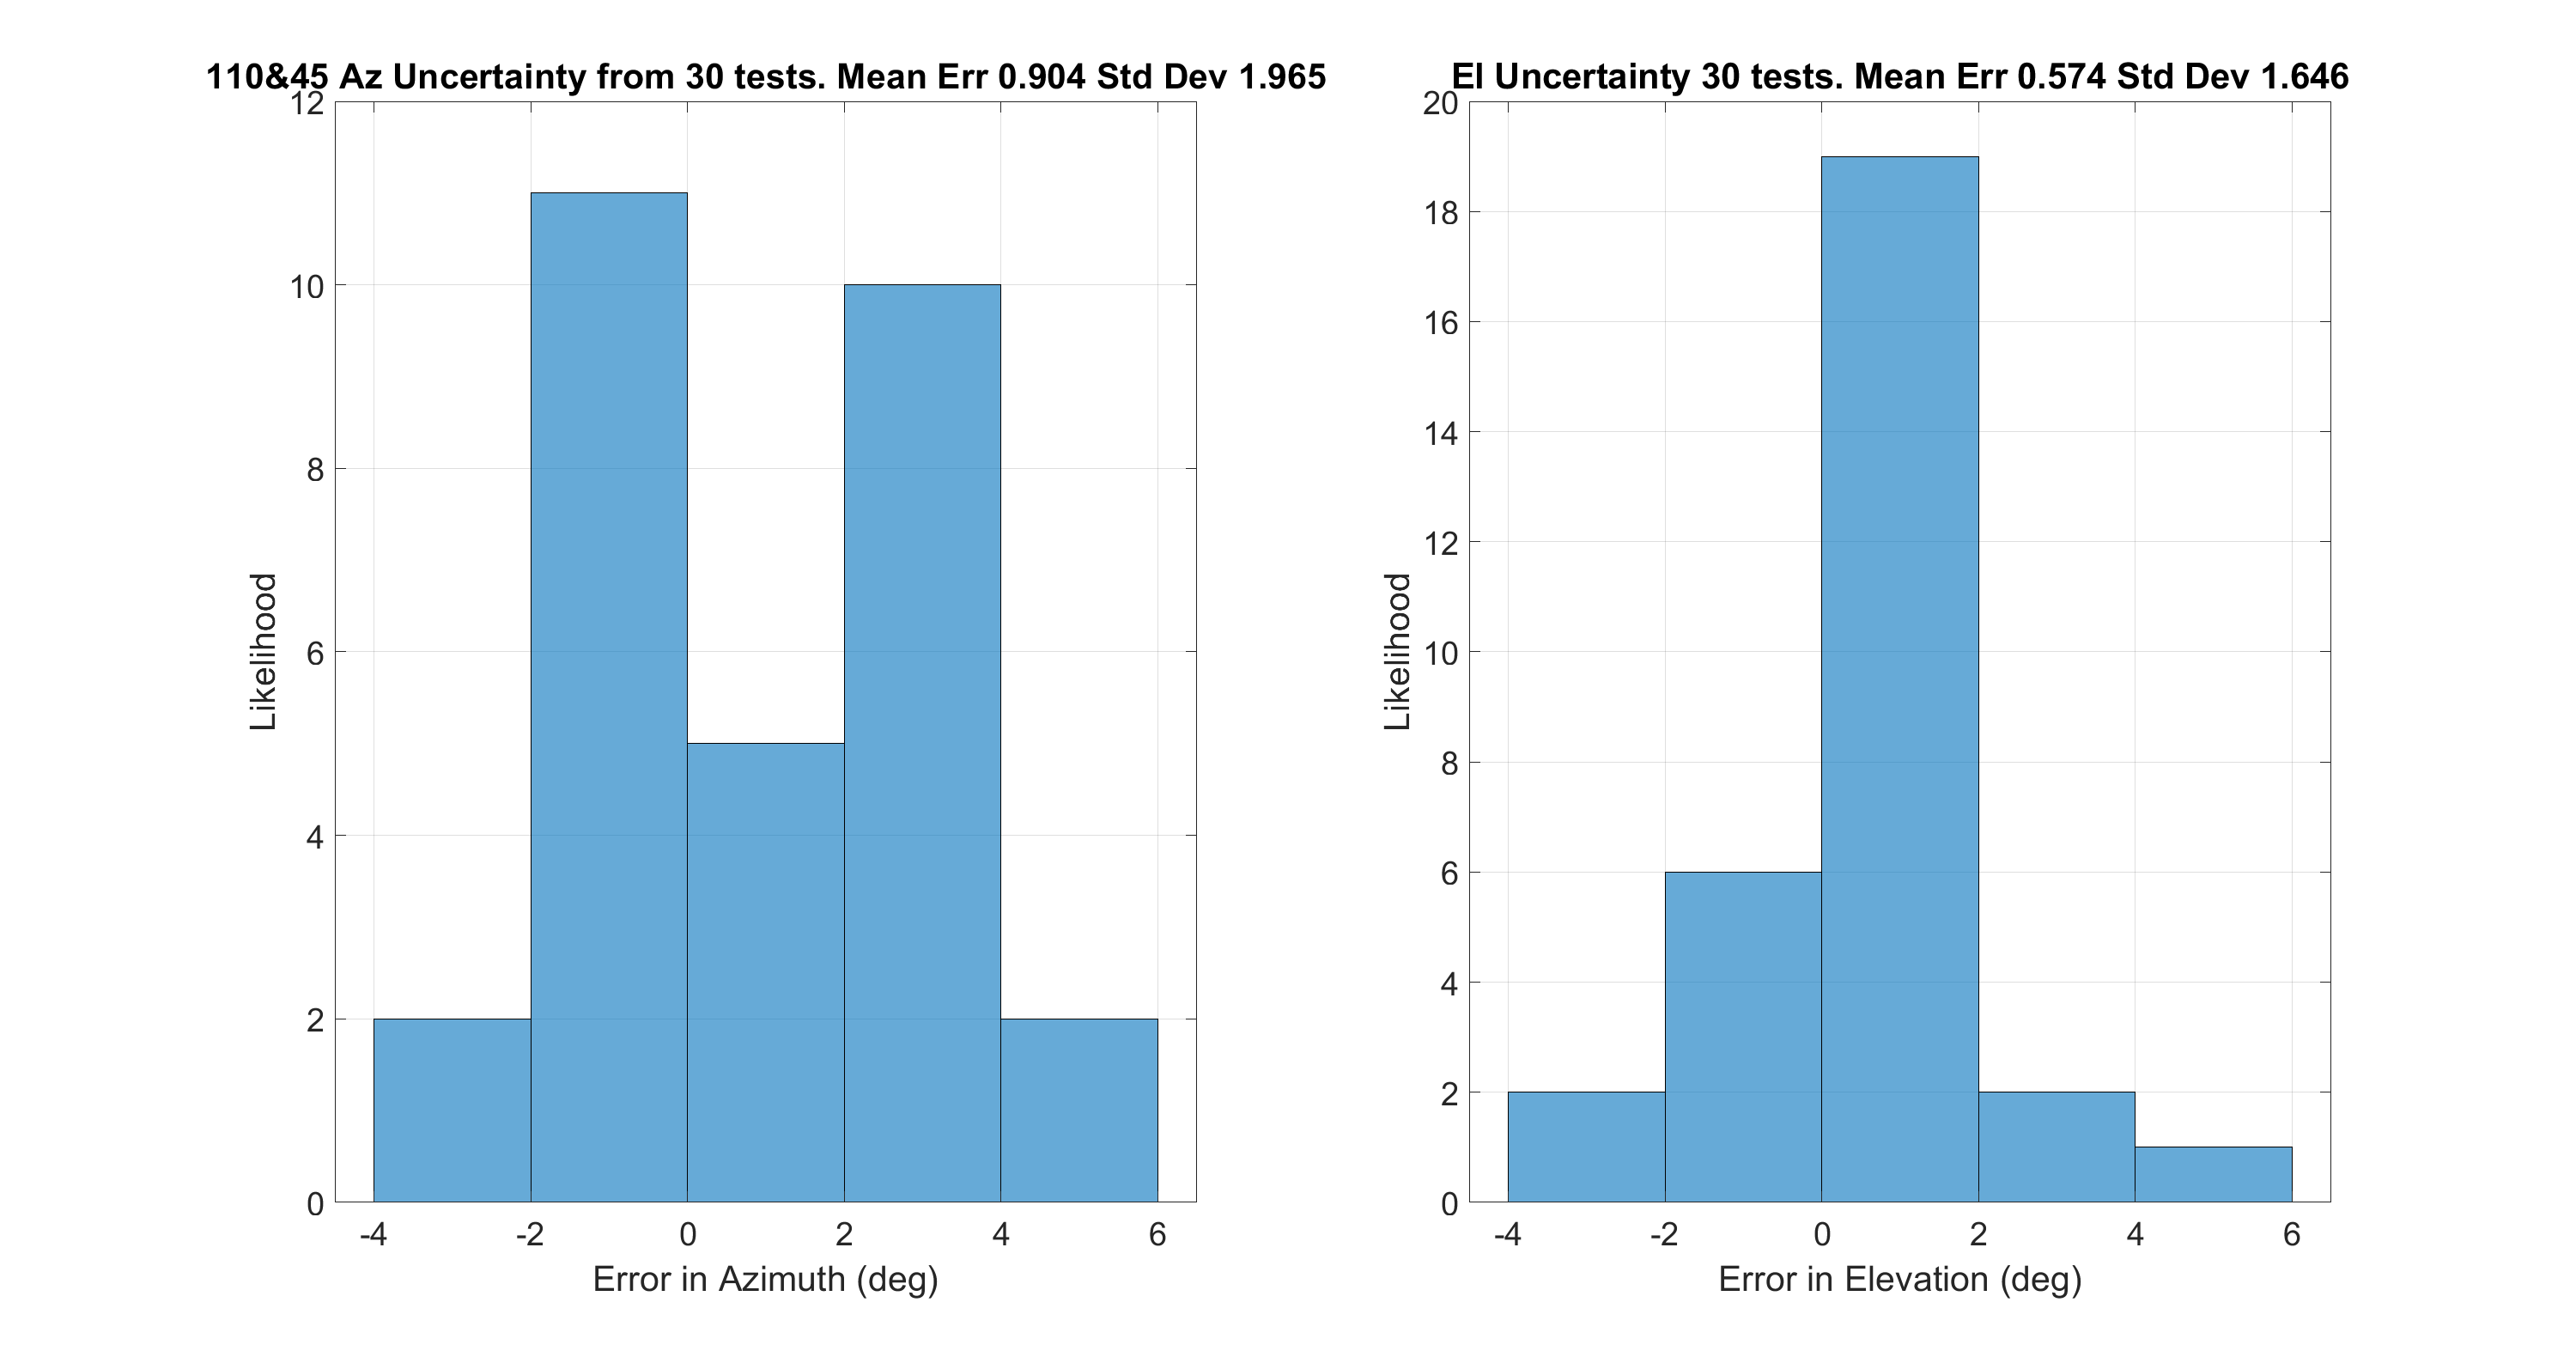 110&45 Az Uncertainty from 30 tests. Mean Err 0.904 Std Dev 1.965
12
10
8
6
4
2
0
Likelihood
-4 -2 0 2 4 6
Error in Azimuth (deg)
El Uncertainty 30 tests. Mean Err 0.574 Std Dev 1.646
20
18
16
14
12
10
8
6
4
2
0
Likelihood
-4 -2 0 2 4 6
Error in Elevation (deg)